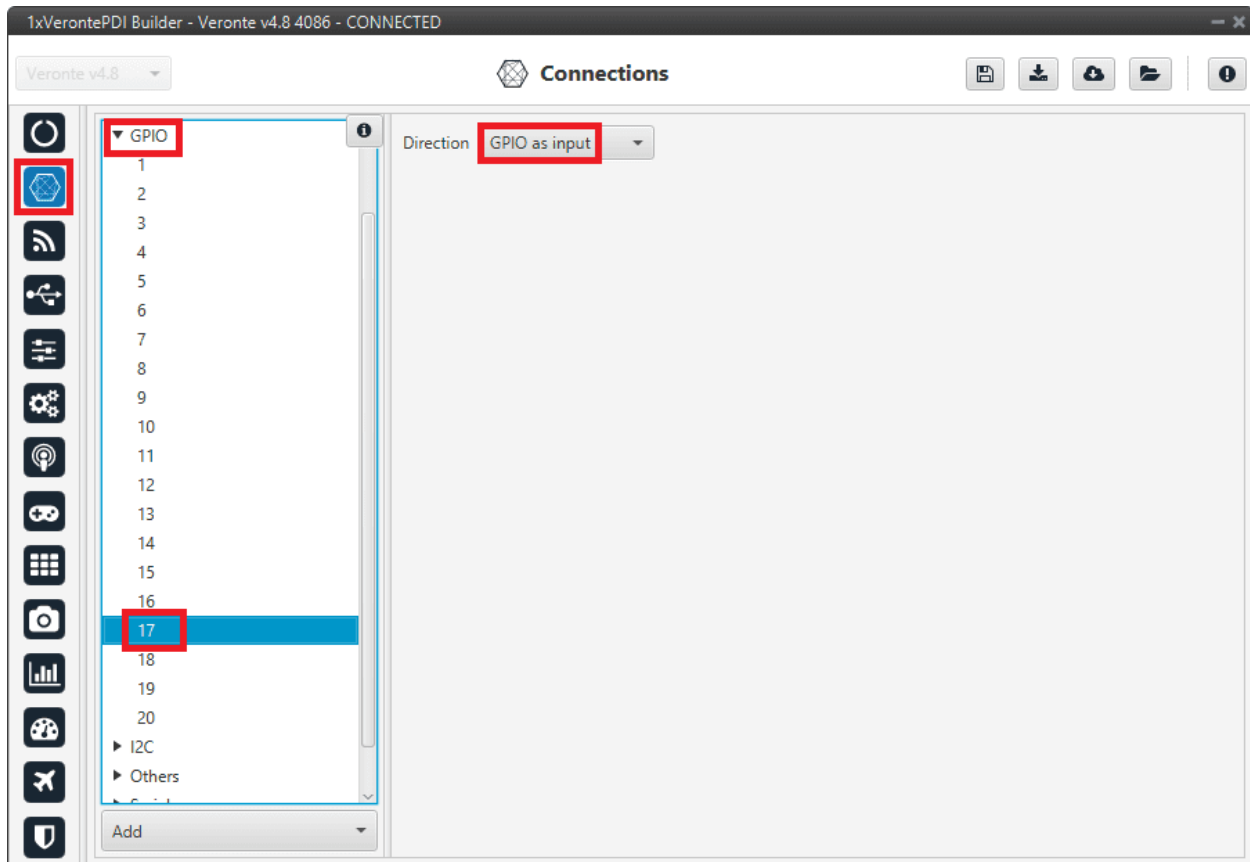 1xVerontePDI Builder - Veronte v4.8 4086 - CONNECTED
Veronte v4.8
Connections
GPIO
Direction GPIO as input
1
2
3
4
5
6
7
8
9
10
11
12
13
14
15
16
17
18
19
20
I2C
Others
Add